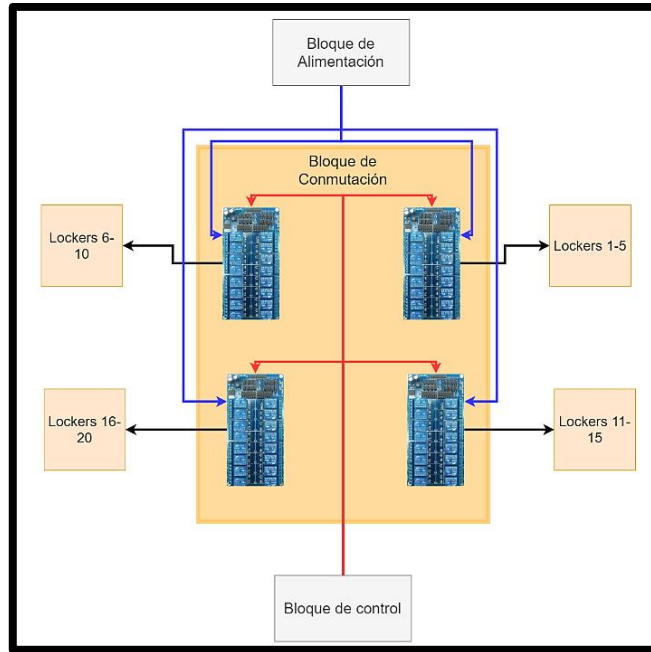 Bloque de
Alimentación
Bloque de
Conmutación
Lockers 6-
10
Lockers 1-5
Lockers 16-
20
Lockers 11-
15
Bloque de control